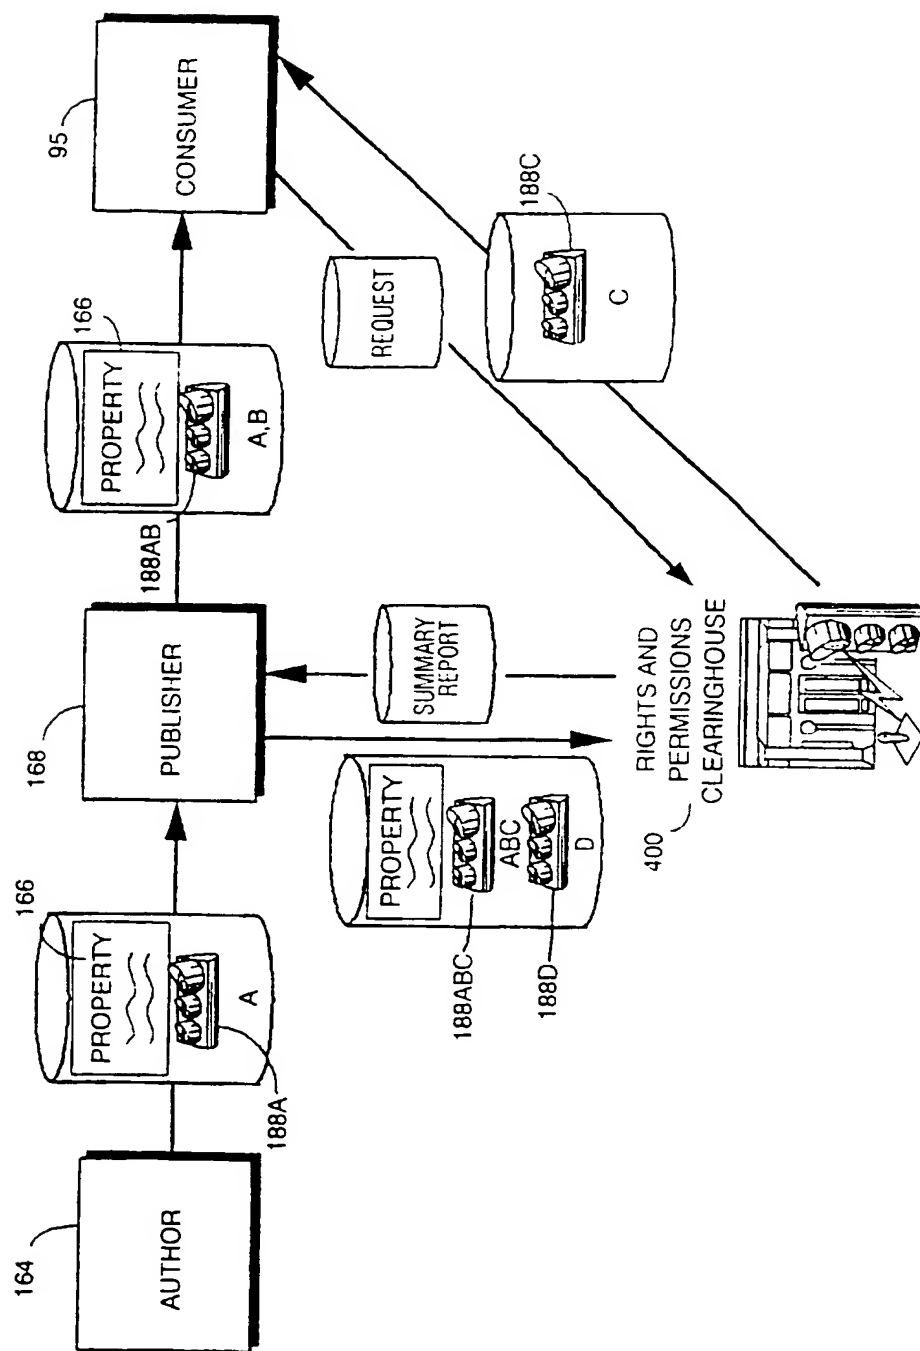 164
AUTHOR
166
PROPERTY
A
188A
168
PUBLISHER
188AB
166
PROPERTY
A,B
95
CONSUMER
PROPERTY
188ABC
ABC
188D
D
SUMMARY
REPORT
REQUEST
188C
C
400
RIGHTS AND
PERMISSIONS
CLEARINGHOUSE